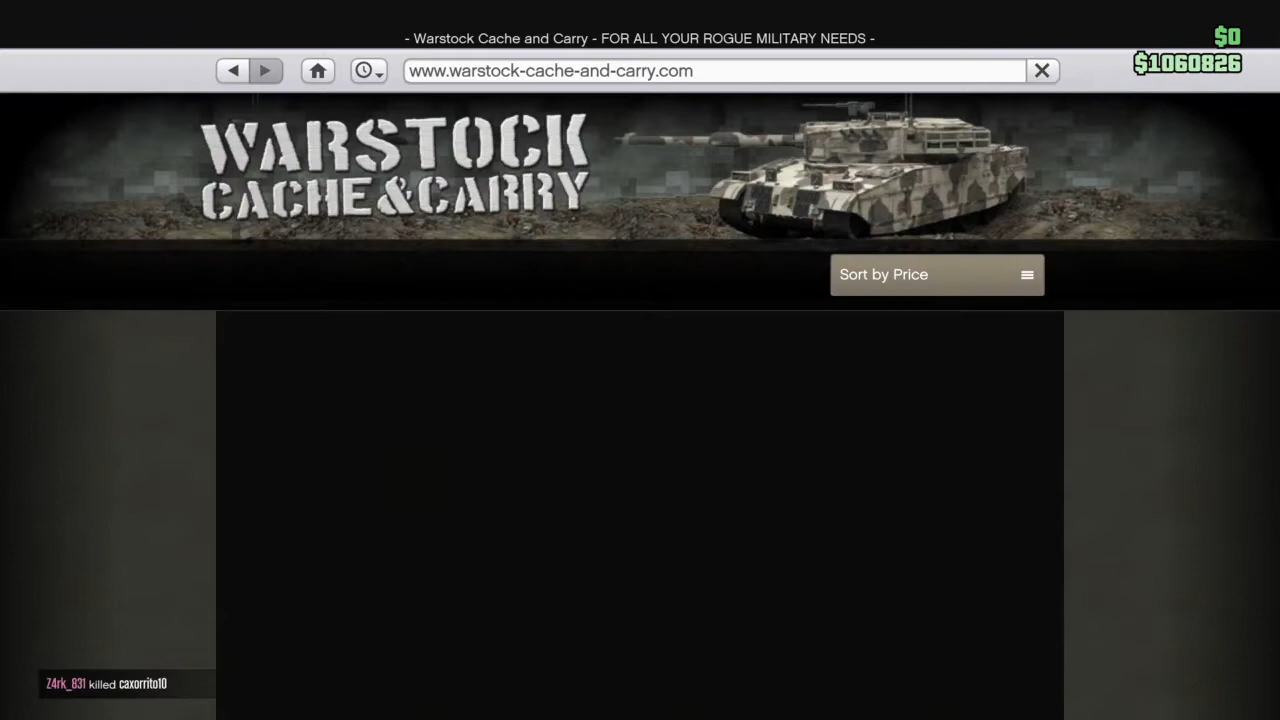 - Warstock Cache and Carry - FOR ALL YOUR ROGUE MILITARY NEEDS -
$0
www.warstock-cache-and-carry.com
$1060826
WARSTOCK
CACHE&CARRY
Sort by Price
Z4rk_831 killed caxorrito10